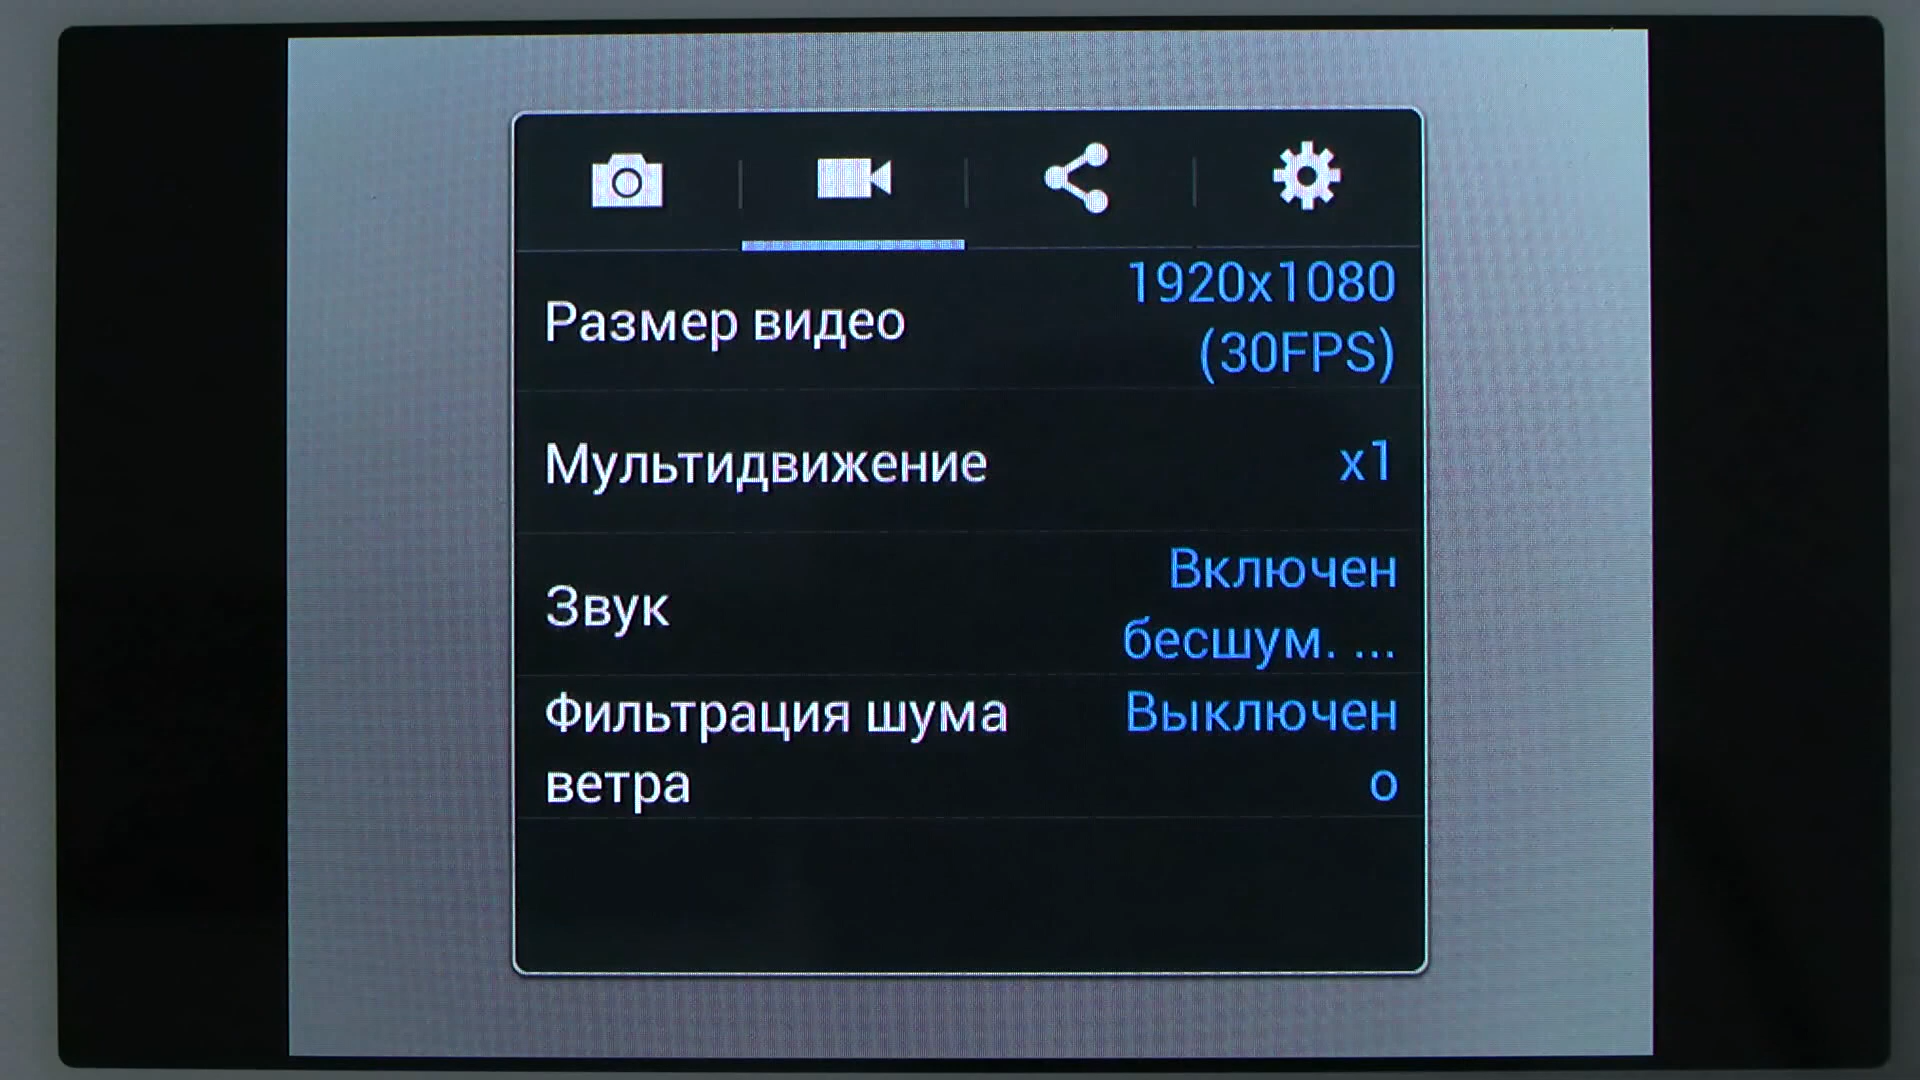 Размер видео
1920x1080
(30FPS)
Мультидвижение
x1
Звук
Включен
бесшум. ...
Фильтрация шума
ветра
Выключен
о